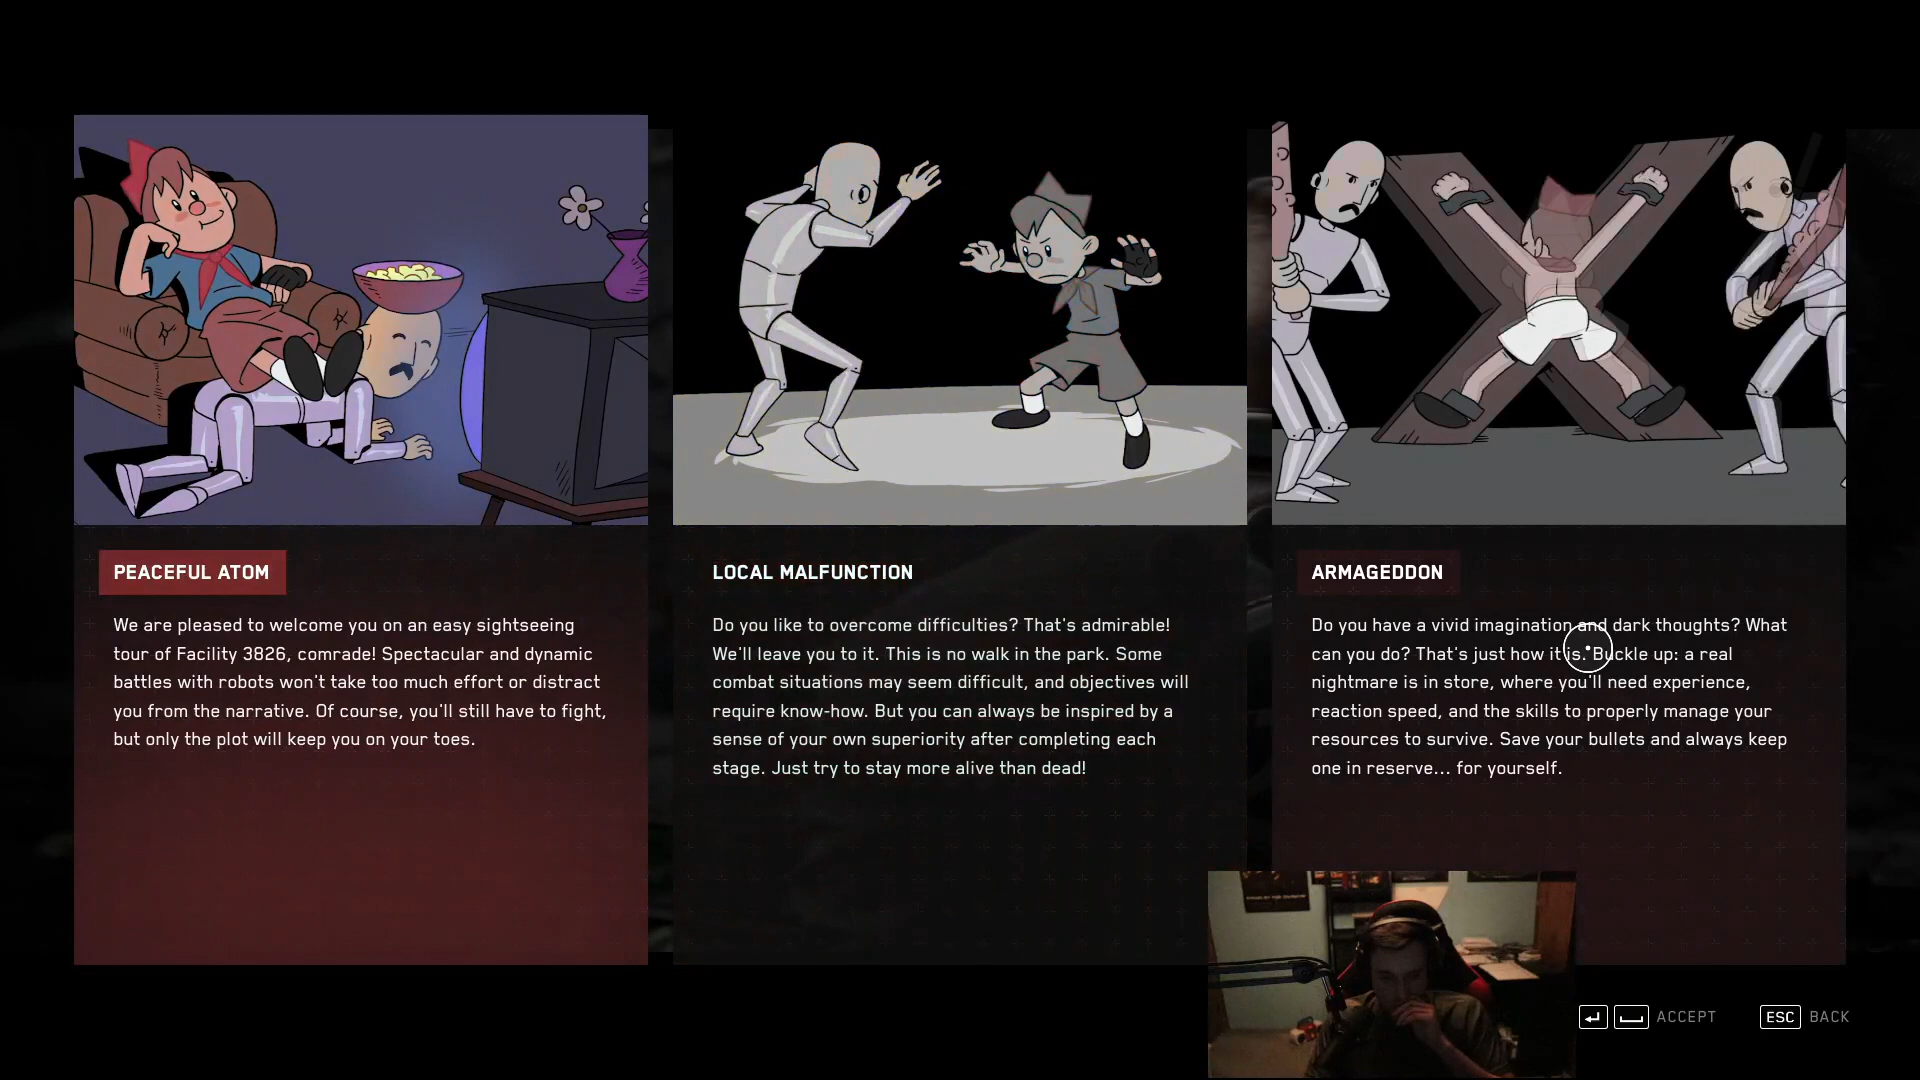 PEACEFUL ATOM
We are pleased to welcome you on an easy sightseeing
tour of Facility 3826, comrade! Spectacular and dynamic
battles with robots won't take too much effort or distract
you from the narrative. Of course, you'll still have to fight,
but only the plot will keep you on your toes.
LOCAL MALFUNCTION
Do you like to overcome difficulties? That's admirable!
We'll leave you to it. This is no walk in the park. Some
combat situations may seem difficult, and objectives will
require know-how. But you can always be inspired by a
sense of your own superiority after completing each
stage. Just try to stay more alive than dead!
ARMAGEDDON
Do you have a vivid imagination and dark thoughts? What
can you do? That's just how it is. Buckle up: a real
nightmare is in store, where you'll need experience,
reaction speed, and the skills to properly manage your
resources to survive. Save your bullets and always keep
one in reserve... for yourself.
ACCEPT
ESC BACK